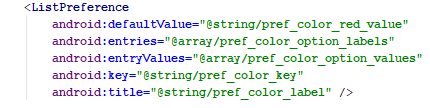 <ListPreference
android:defaultValue="@string/pref_color_red_value"
android:entries="@array/pref_color_option_labels"
android:entryValues="@array/pref_color_option_values"
android:key="@string/pref_color_key"
android:title="@string/pref_color_label" />